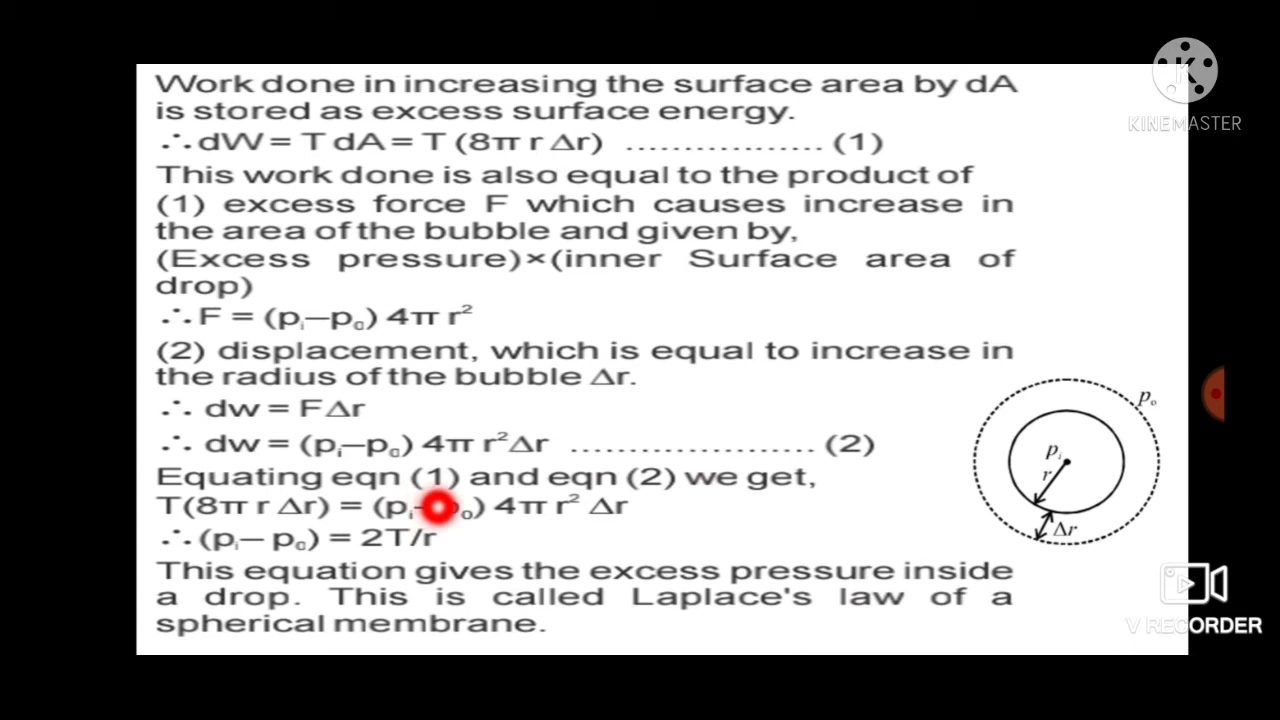 Work done in increasing the surface area by dA
is stored as excess surface energy.
∴ dW = T dA = T (8π r Δr) ................. (1)
This work done is also equal to the product of
(1) excess force F which causes increase in
the area of the bubble and given by,
(Excess pressure)×(inner Surface area of
drop)
∴ F = (pᵢ–p₀) 4π r²
(2) displacement, which is equal to increase in
the radius of the bubble Δr.
∴ dw = FΔr
∴ dw = (pᵢ–p₀) 4π r²Δr ..................... (2)
Equating eqn (1) and eqn (2) we get,
T(8π r Δr) = (pᵢ–p₀) 4π r² Δr
∴ (pᵢ– p₀) = 2T/r
This equation gives the excess pressure inside
a drop. This is called Laplace's law of a
spherical membrane.
pₒ
pᵢ
r
Δr
K
KINEMASTER
V RECORDER